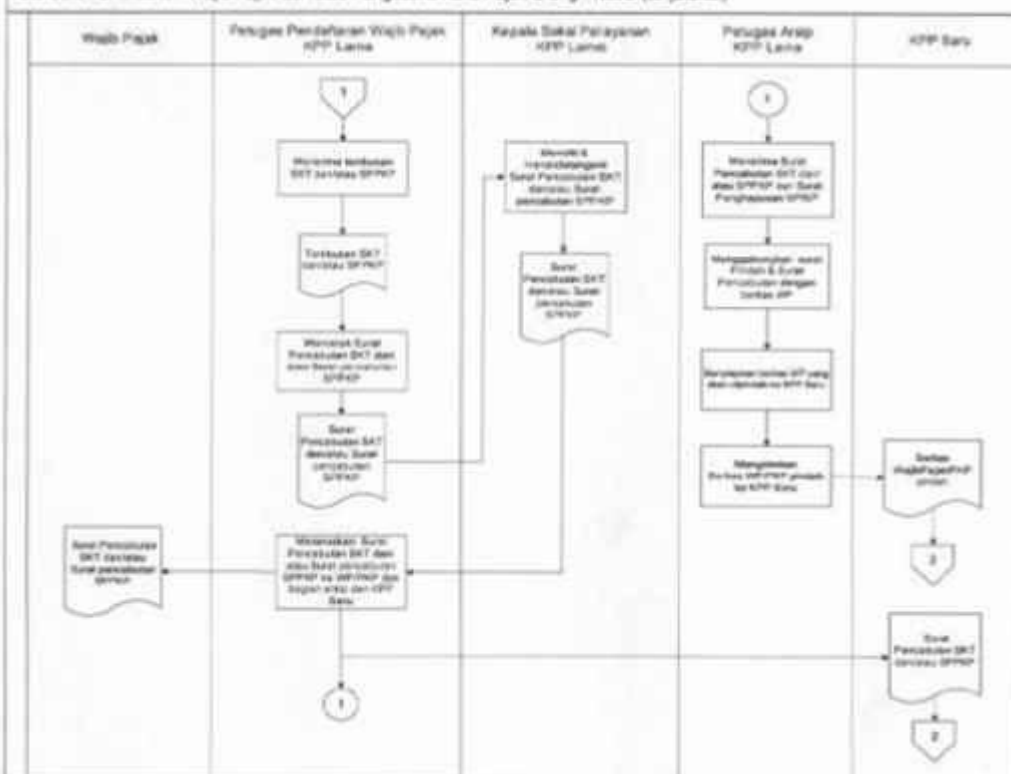 Wajib Pajak
Petugas Pendaftaran Wajib Pajak
KPP Lama
Kepala Seksi Pelayanan
KPP Lama
Petugas Arsip
KPP Lama
KPP Baru
1
Menerima tembusan
SKT dan/atau SPPKP
Tembusan SKT
dan/atau SPPKP
Mencetak Surat
Pencabutan SKT dan/
atau Surat pencabutan
SPPKP
Surat
Pencabutan SKT
dan/atau Surat
pencabutan
SPPKP
Surat
Pencabutan SKT dan/
atau Surat pencabutan
SPPKP ke WP/PKP dan
bagian arsip dan KPP
Baru
1
Surat Pencabutan
SKT dan/atau
Surat pencabutan
SPPKP
Meneliti &
menandatangani
Surat Pencabutan SKT
dan/atau Surat
pencabutan SPPKP
Surat
Pencabutan SKT
dan/atau Surat
pencabutan
SPPKP
1
Menerima Surat
Pencabutan SKT dan/
atau SPPKP dan Surat
Penghapusan NPWP
Menggabungkan surat
Pindah & Surat
Pencabutan dengan
berkas WP
Menyiapkan berkas WP yang
akan ke KPP Baru
Mengirimkan
Berkas WP/PKP pindah
ke KPP Baru
Berkas
Wajib Pajak/PKP
pindah
3
Surat
Pencabutan SKT
dan/atau SPPKP
2